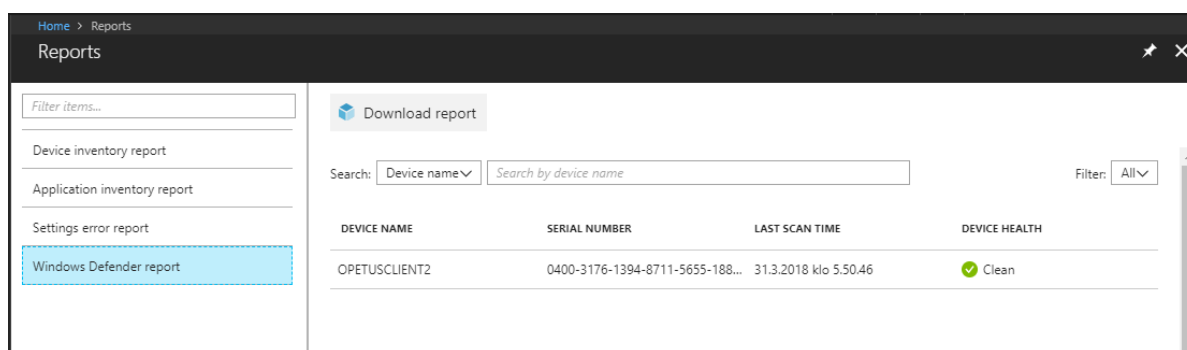 Home > Reports
Reports
Filter items...
Device inventory report
Application inventory report
Settings error report
Windows Defender report
Download report
Search: Device name Search by device name Filter: All
DEVICE NAME SERIAL NUMBER LAST SCAN TIME DEVICE HEALTH
OPETUSCLIENT2 0400-3176-1394-8711-5655-188... 31.3.2018 klo 5.50.46 Clean